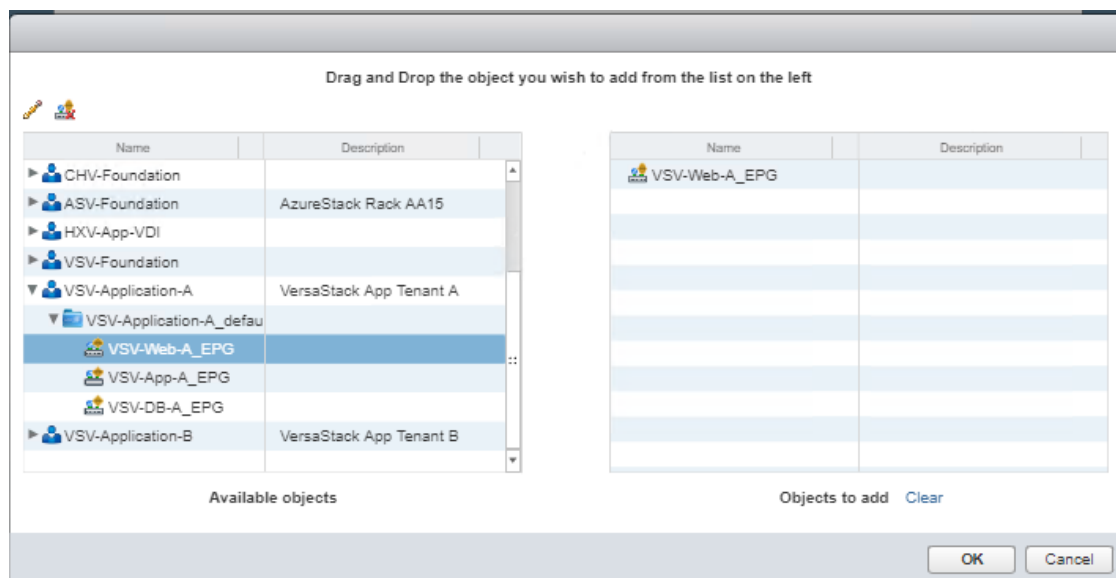 Drag and Drop the object you wish to add from the list on the left
Name Description
CHV-Foundation
ASV-Foundation AzureStack Rack AA15
HXV-App-VDI
VSV-Foundation
VSV-Application-A VersaStack App Tenant A
VSV-Application-A_defau
VSV-Web-A_EPG
VSV-App-A_EPG
VSV-DB-A_EPG
VSV-Application-B VersaStack App Tenant B
Available objects
Name Description
VSV-Web-A_EPG
Objects to add Clear
OK Cancel